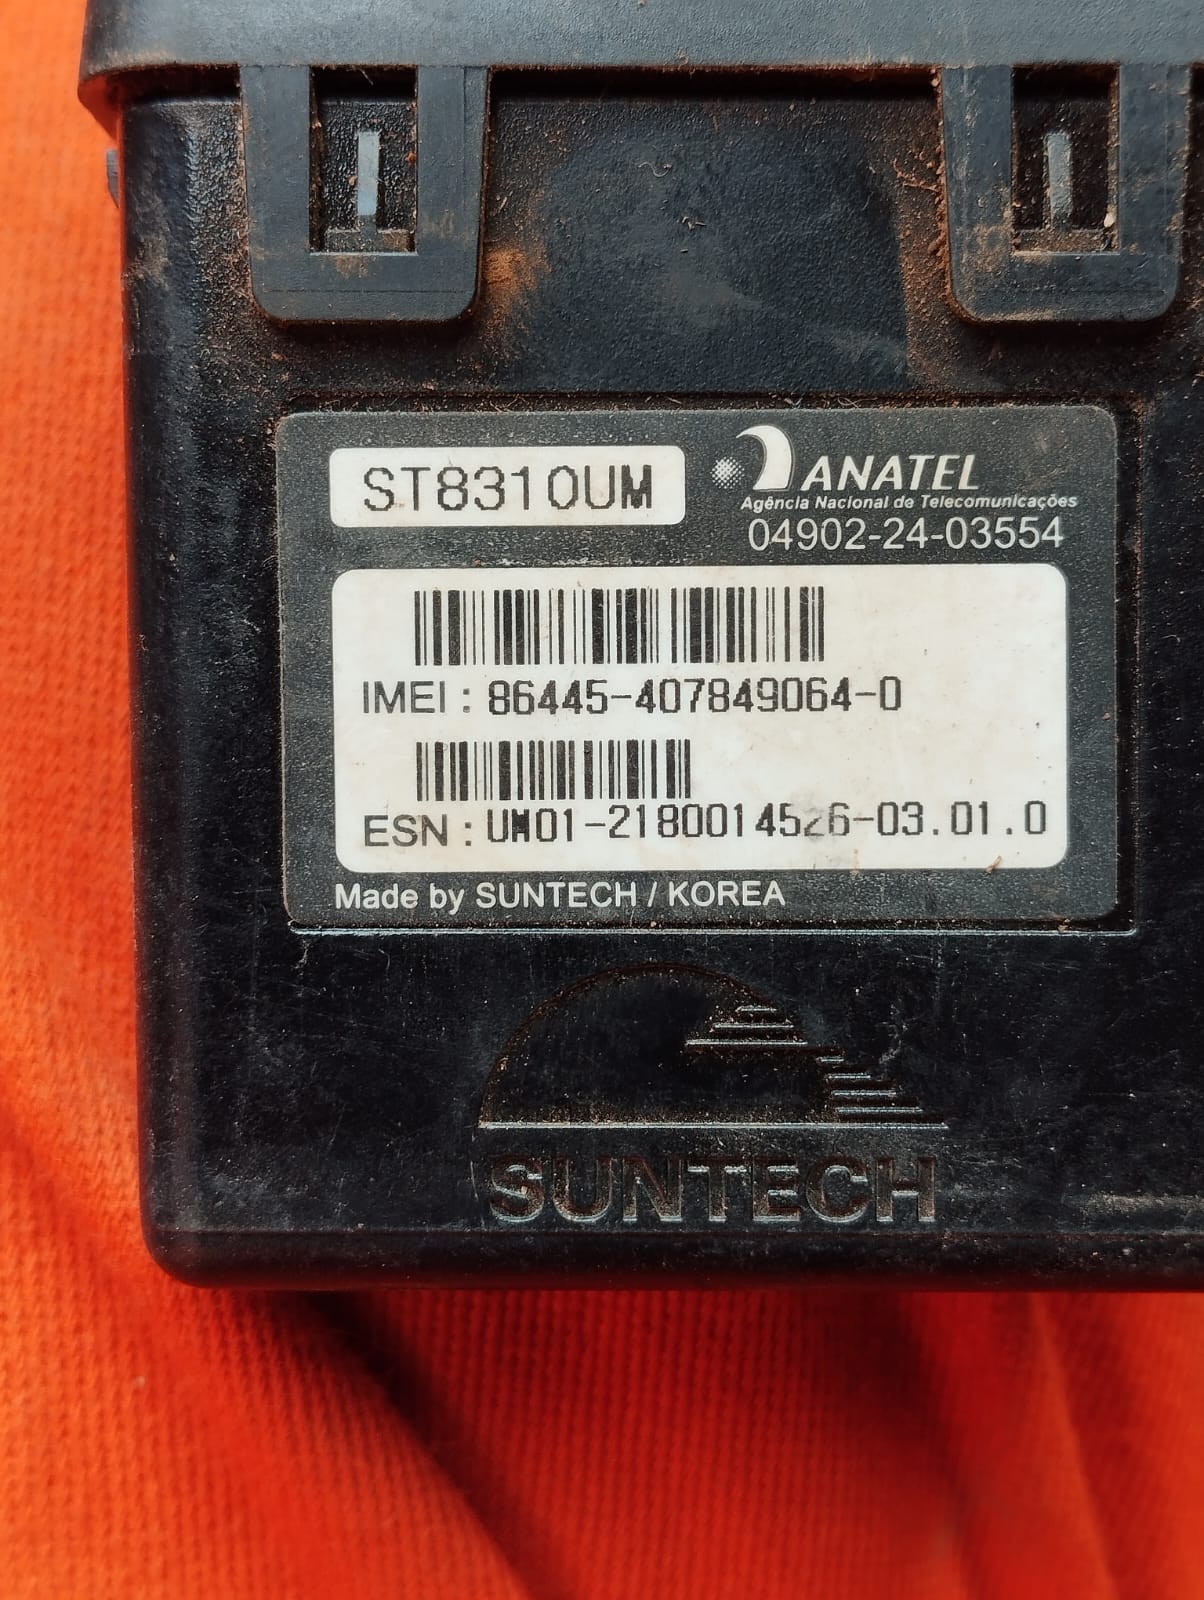 ST8310UM
ANATEL
Agência Nacional de Telecomunicações
04902-24-03554
IMEI : 86445-407849064-0
ESN : UM01-2180014526-03.01.0
Made by SUNTECH / KOREA
SUNTECH